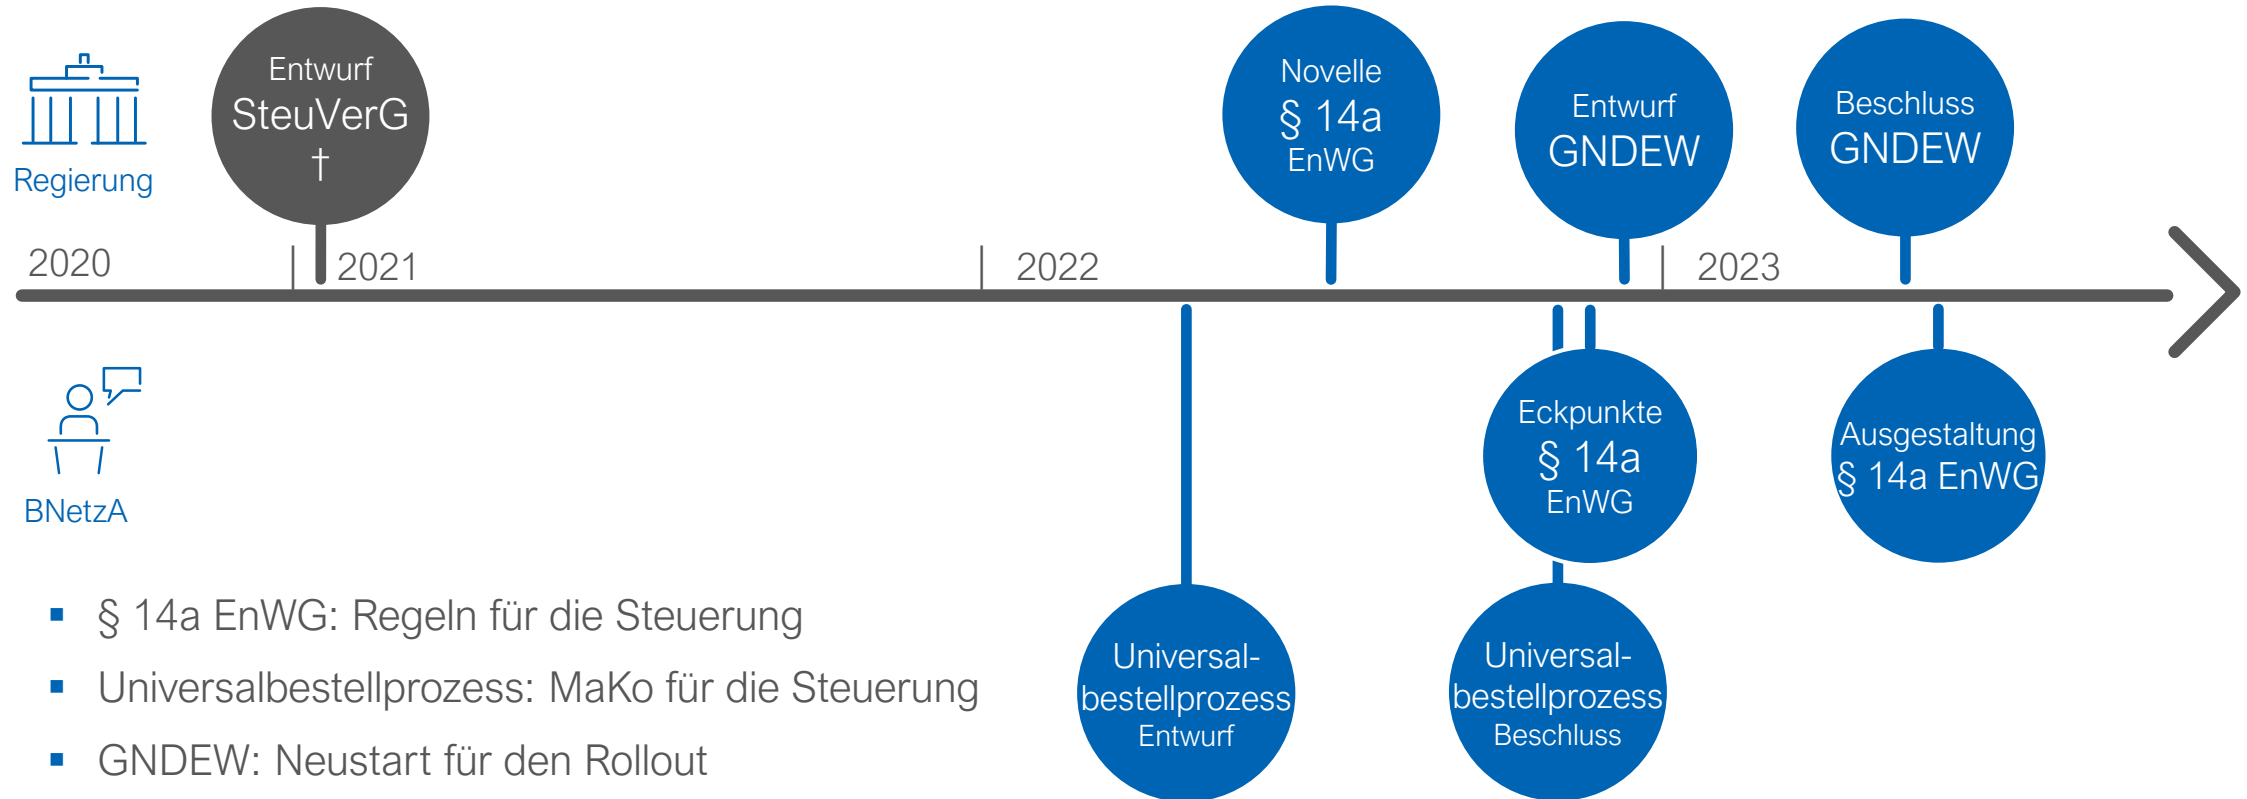 Regierung
Entwurf
SteuVerG
†
Novelle
§ 14a
EnWG
Entwurf
GNDEW
Beschluss
GNDEW
2020
2021
2022
2023
BNetzA
Eckpunkte
§ 14a
EnWG
Ausgestaltung
§ 14a EnWG
Universal-
bestellprozess
Entwurf
Universal-
bestellprozess
Beschluss
▪ § 14a EnWG: Regeln für die Steuerung
▪ Universalbestellprozess: MaKo für die Steuerung
▪ GNDEW: Neustart für den Rollout